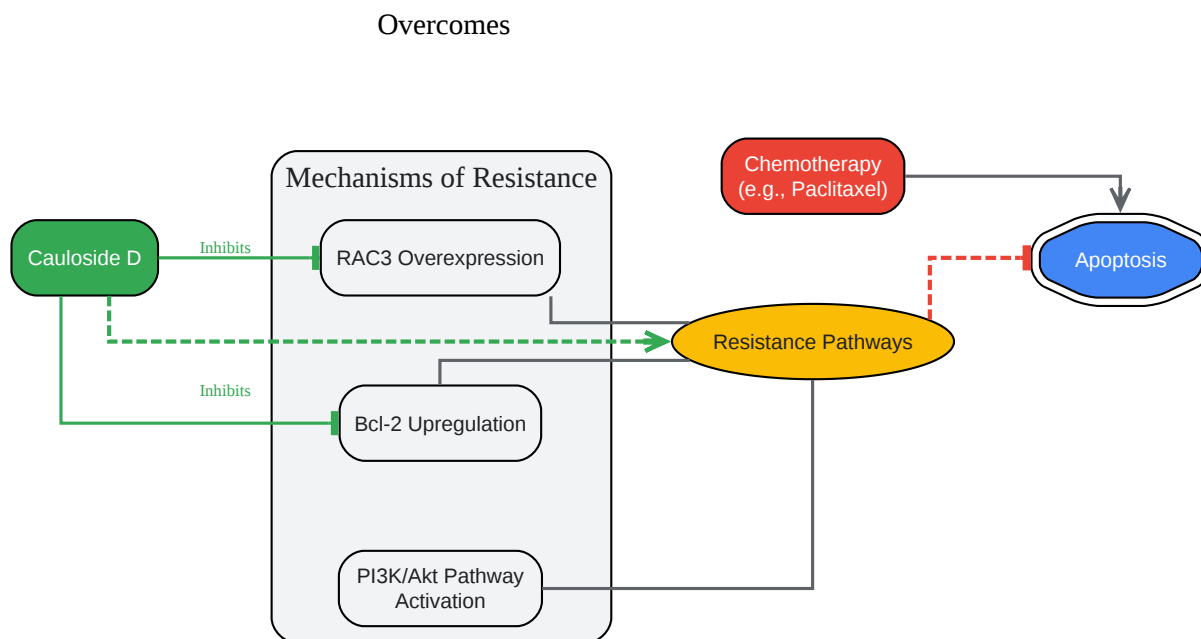 Overcomes
Mechanisms of Resistance
Chemotherapy
(e.g., Paclitaxel)
Cauloside D
Inhibits
RAC3 Overexpression
Apoptosis
Resistance Pathways
Inhibits
Bcl-2 Upregulation
PI3K/Akt Pathway
Activation